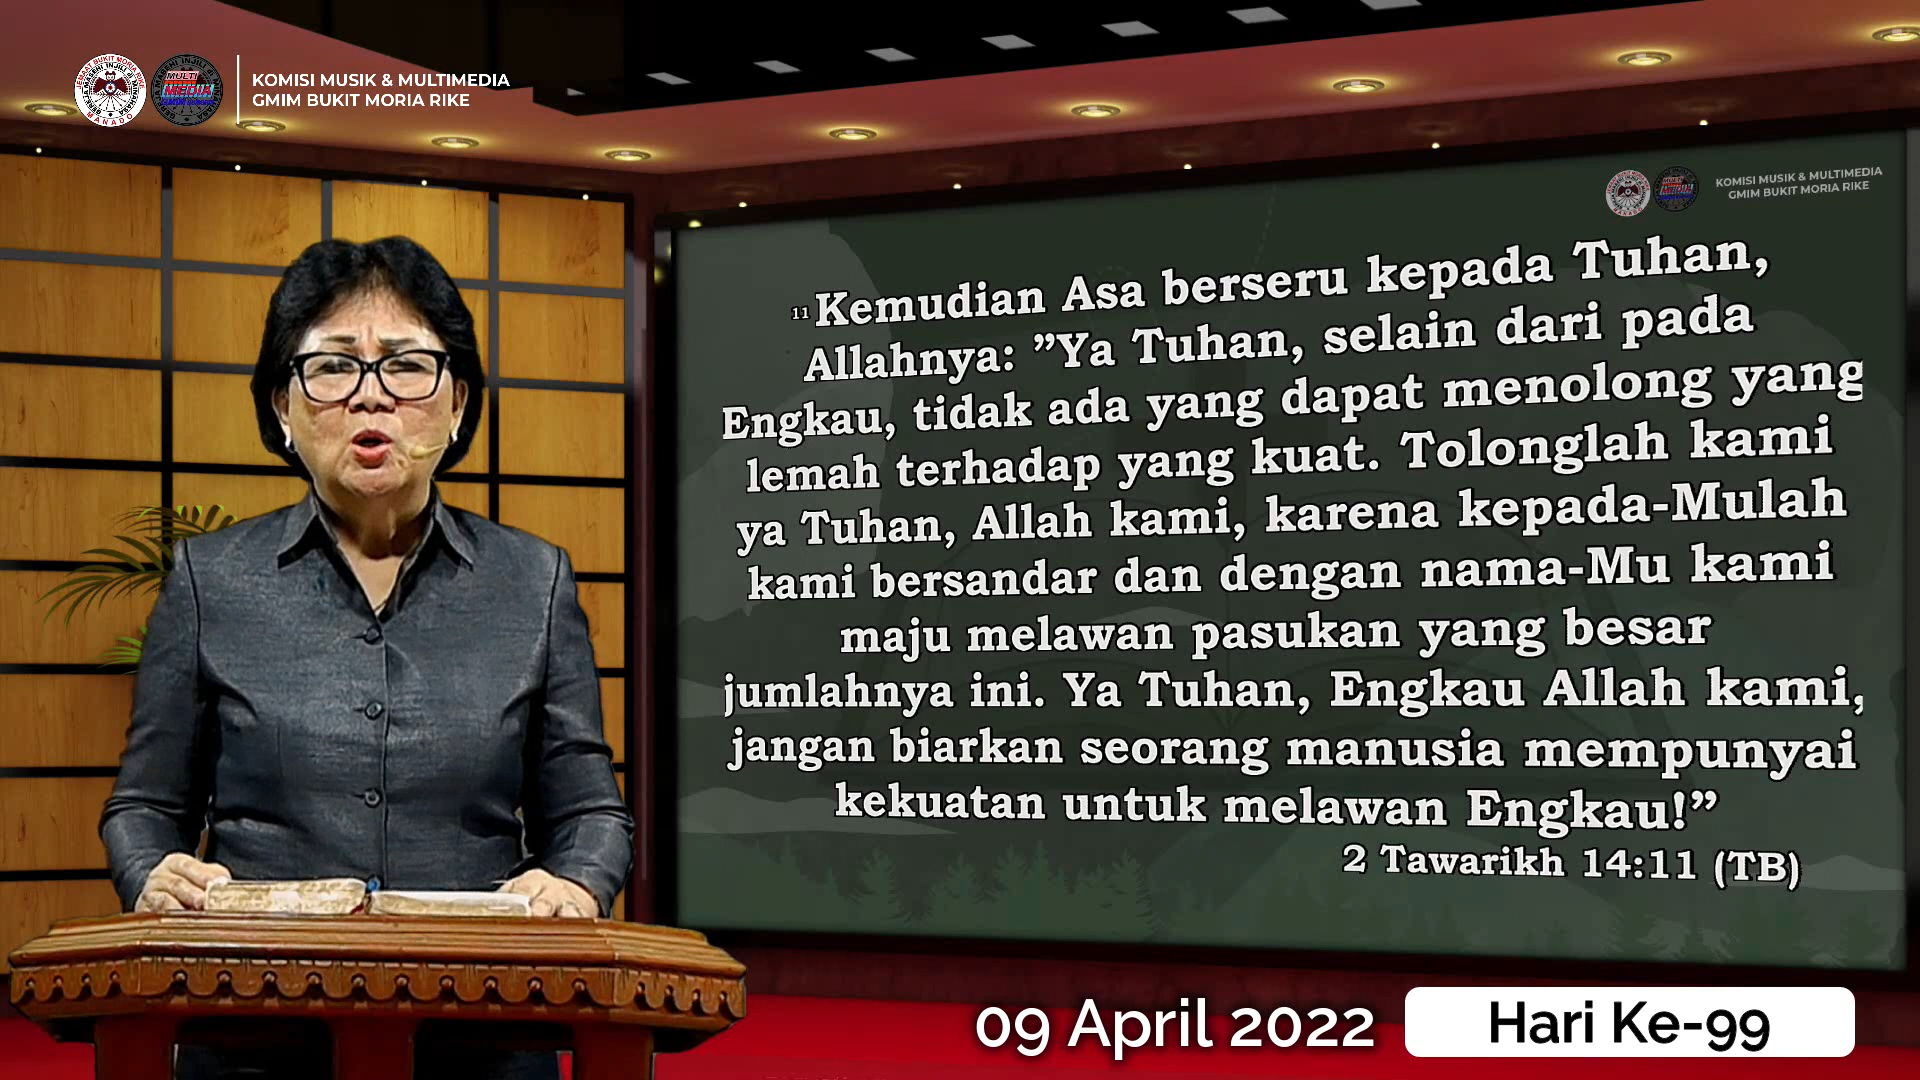 KOMISI MUSIK & MULTIMEDIA
GMIM BUKIT MORIA RIKE
KOMISI MUSIK & MULTIMEDIA
GMIM BUKIT MORIA RIKE
11 Kemudian Asa berseru kepada Tuhan,
Allahnya: ”Ya Tuhan, selain dari pada
Engkau, tidak ada yang dapat menolong yang
lemah terhadap yang kuat. Tolonglah kami
ya Tuhan, Allah kami, karena kepada-Mulah
kami bersandar dan dengan nama-Mu kami
maju melawan pasukan yang besar
jumlahnya ini. Ya Tuhan, Engkau Allah kami,
jangan biarkan seorang manusia mempunyai
kekuatan untuk melawan Engkau!”
2 Tawarikh 14:11 (TB)
09 April 2022
Hari Ke-99